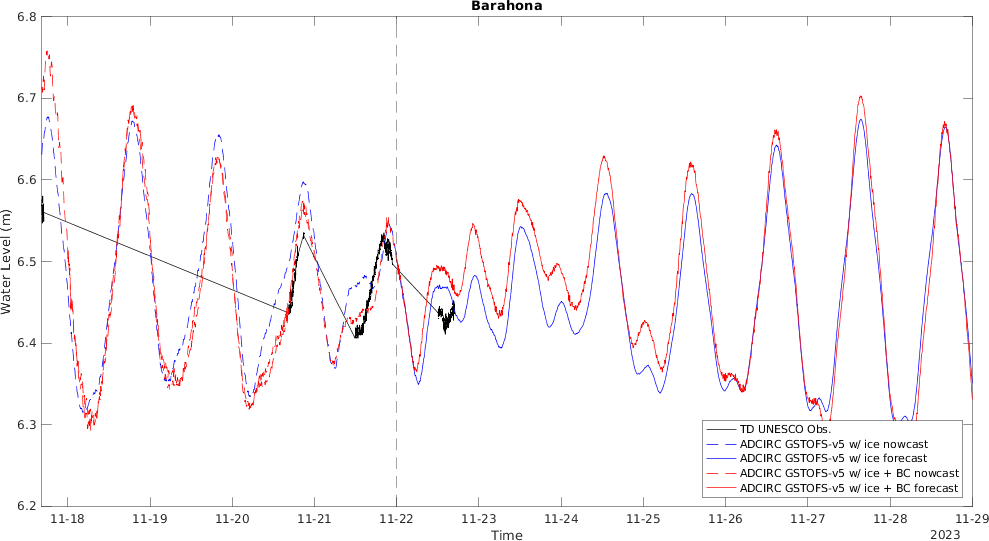 Barahona
6.8
6.7
6.6
6.5
6.4
6.3
6.2
Water Level (m)
TD UNESCO Obs.
ADCIRC GSTOFS-v5 w/ ice nowcast
ADCIRC GSTOFS-v5 w/ ice forecast
ADCIRC GSTOFS-v5 w/ ice + BC nowcast
ADCIRC GSTOFS-v5 w/ ice + BC forecast
11-18 11-19 11-20 11-21 11-22 11-23 11-24 11-25 11-26 11-27 11-28 11-29
Time
2023